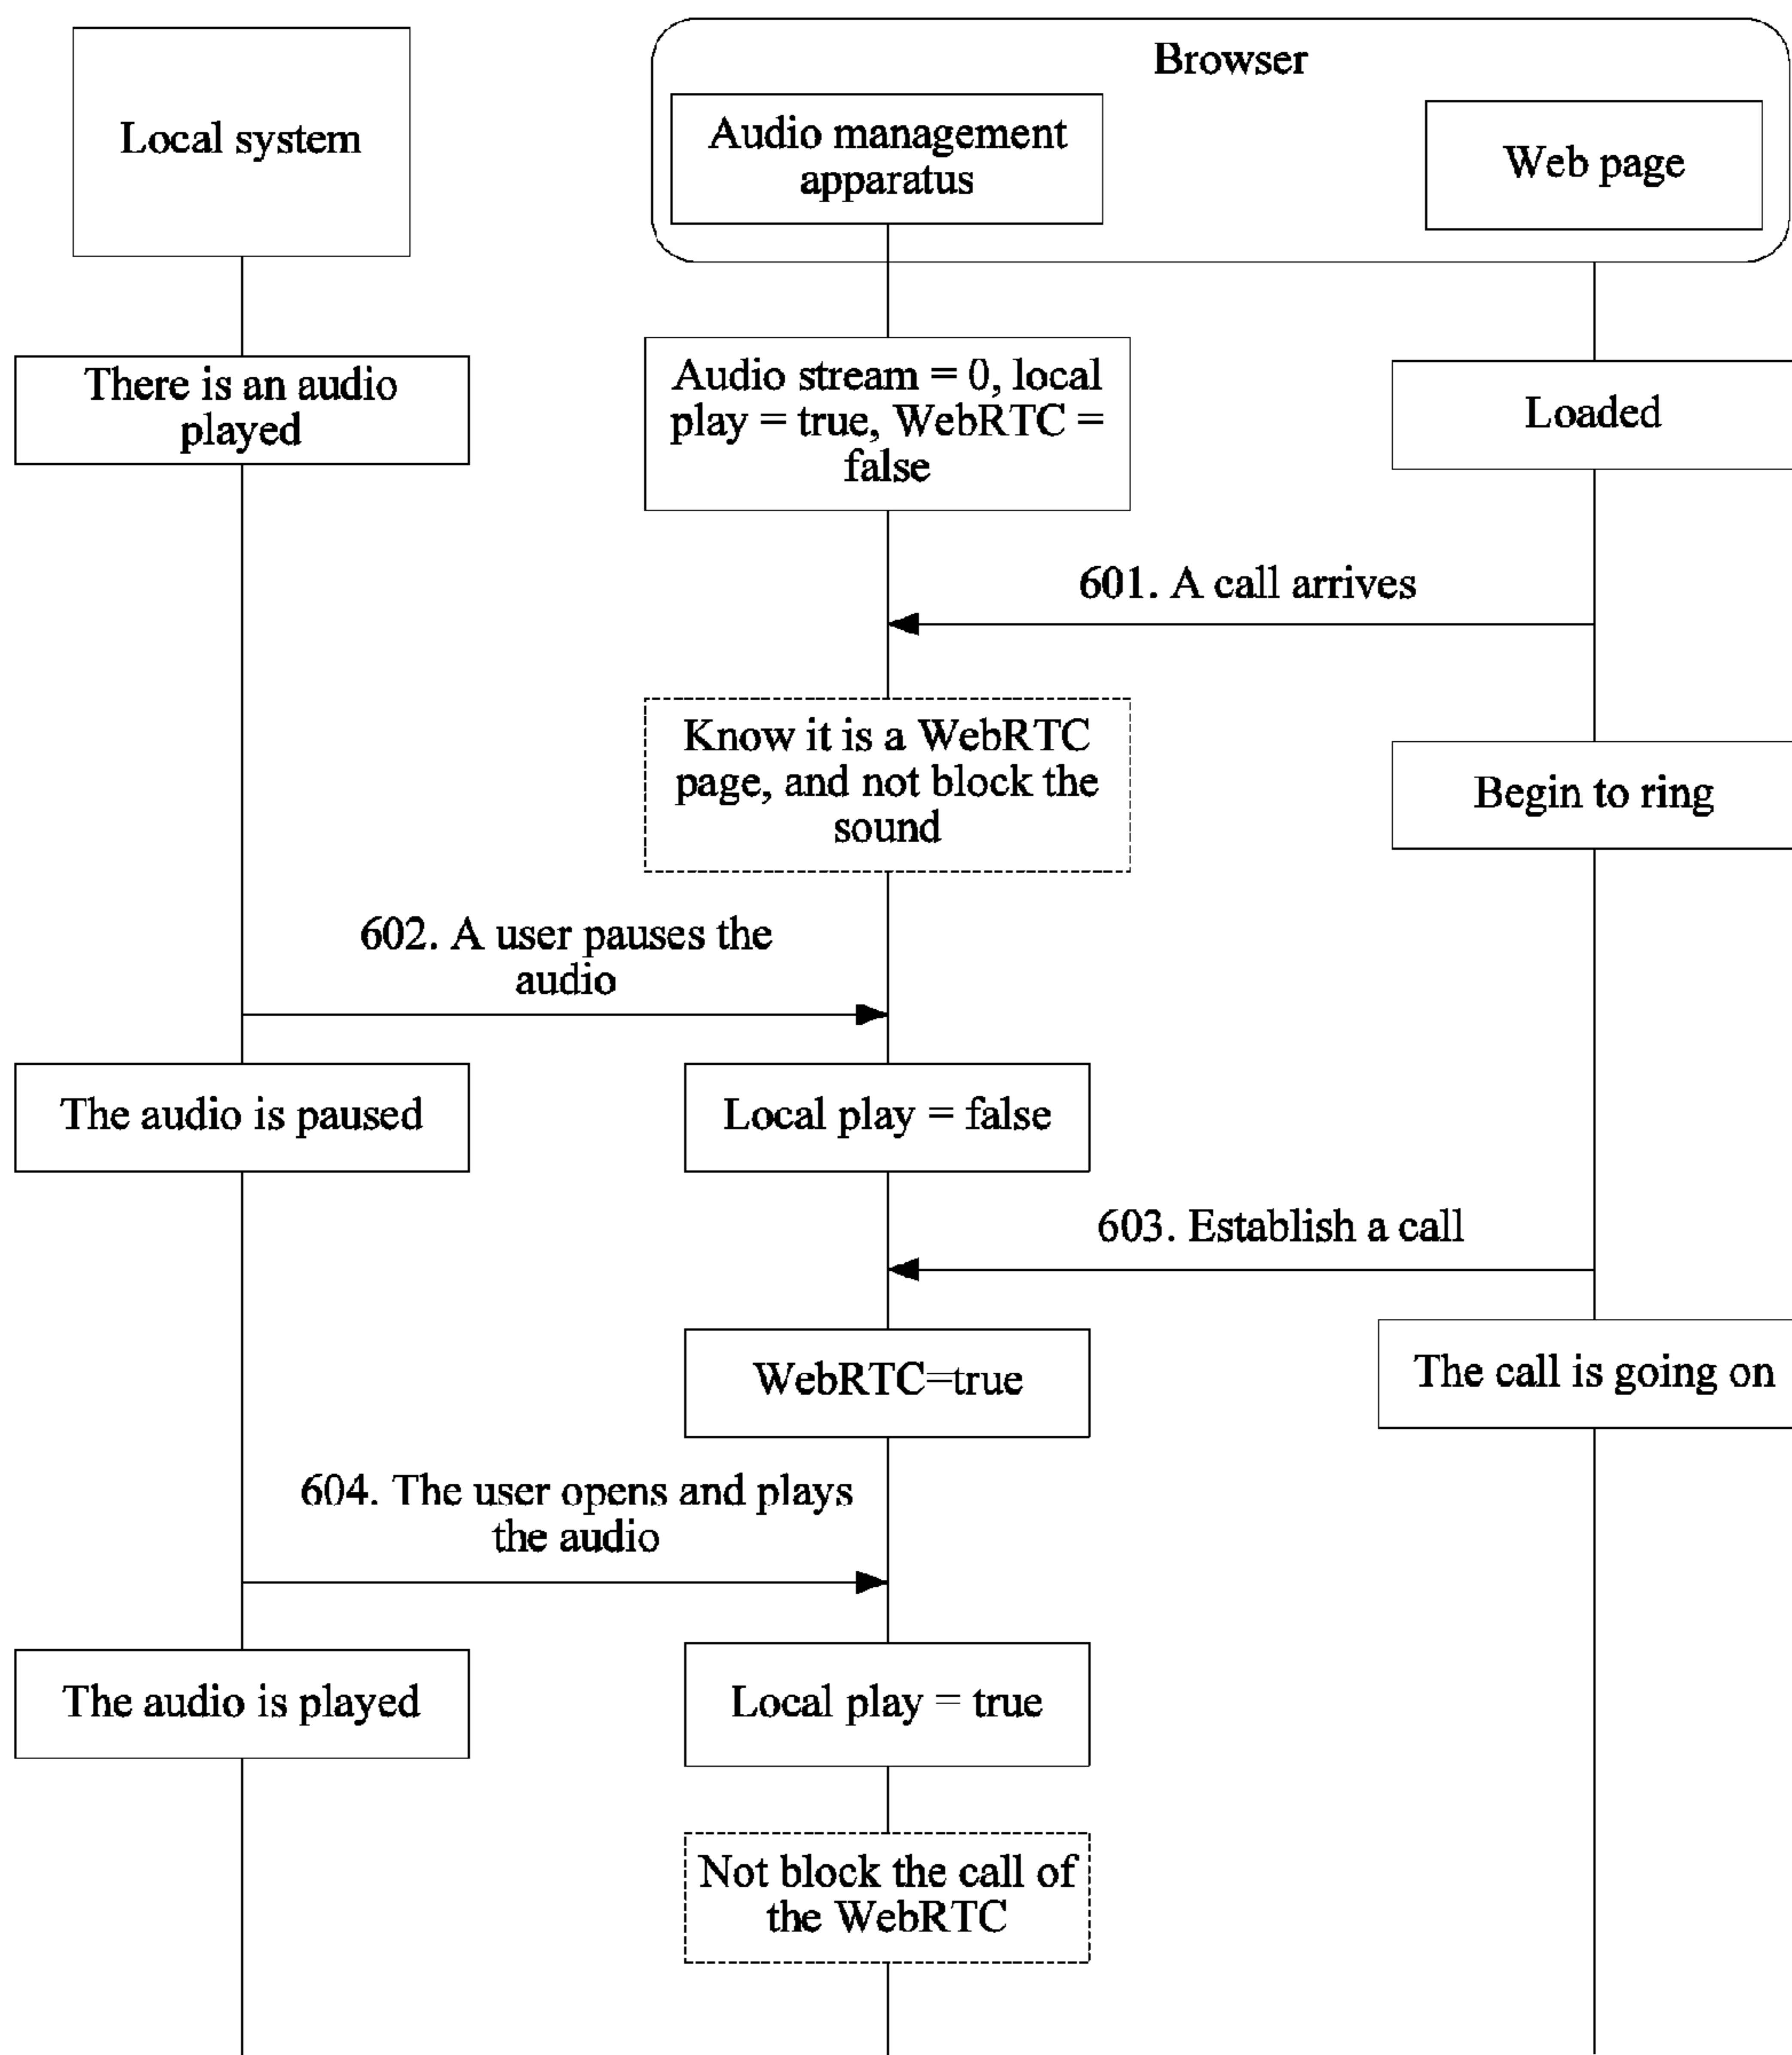 Browser
Local system
Audio management
apparatus
Web page
There is an audio
played
Audio stream = 0, local
play = true, WebRTC =
false
Loaded
601. A call arrives
Know it is a WebRTC
page, and not block the
sound
Begin to ring
602. A user pauses the
audio
The audio is paused
Local play = false
603. Establish a call
WebRTC=true
The call is going on
604. The user opens and plays
the audio
The audio is played
Local play = true
Not block the call of
the WebRTC